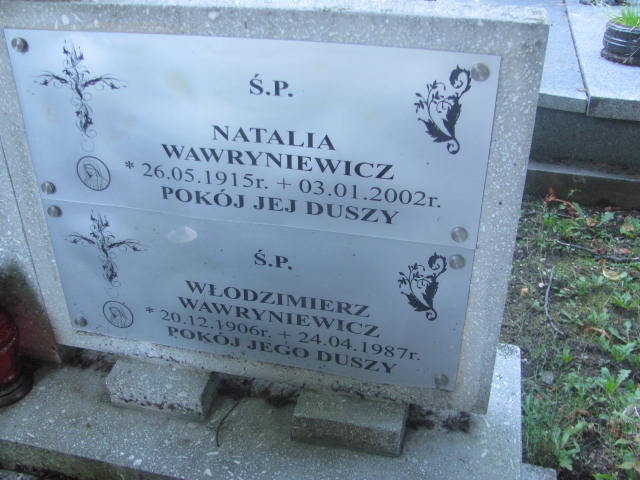 Ś.P.
NATALIA
WAWRYNIEWICZ
* 26.05.1915r. + 03.01.2002r.
POKÓJ JEJ DUSZY
Ś.P.
WŁODZIMIERZ
WAWRYNIEWICZ
* 20.12.1906r. + 24.04.1987r.
POKÓJ JEGO DUSZY